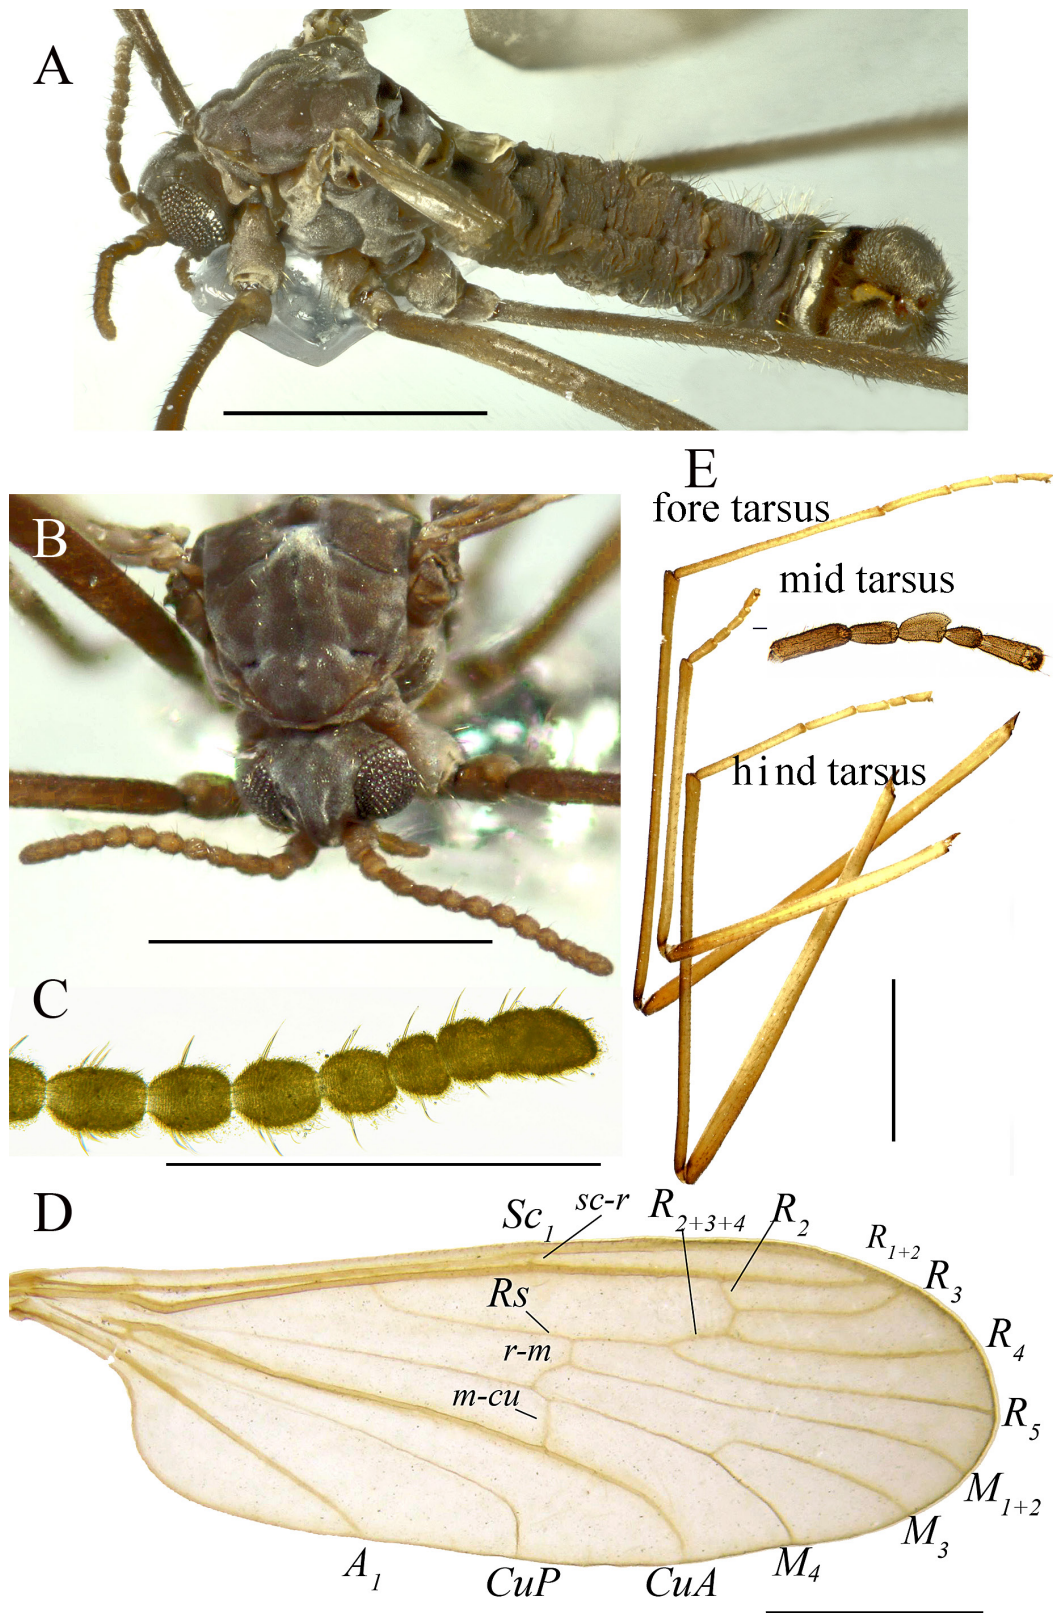 A
B
E
fore tarsus
mid tarsus
hind tarsus
C
D
Sc1
sc-r
R2+3+4
R2
R1+2
R3
Rs
R4
r-m
m-cu
R5
M1+2
M3
M4
A1
CuP
CuA